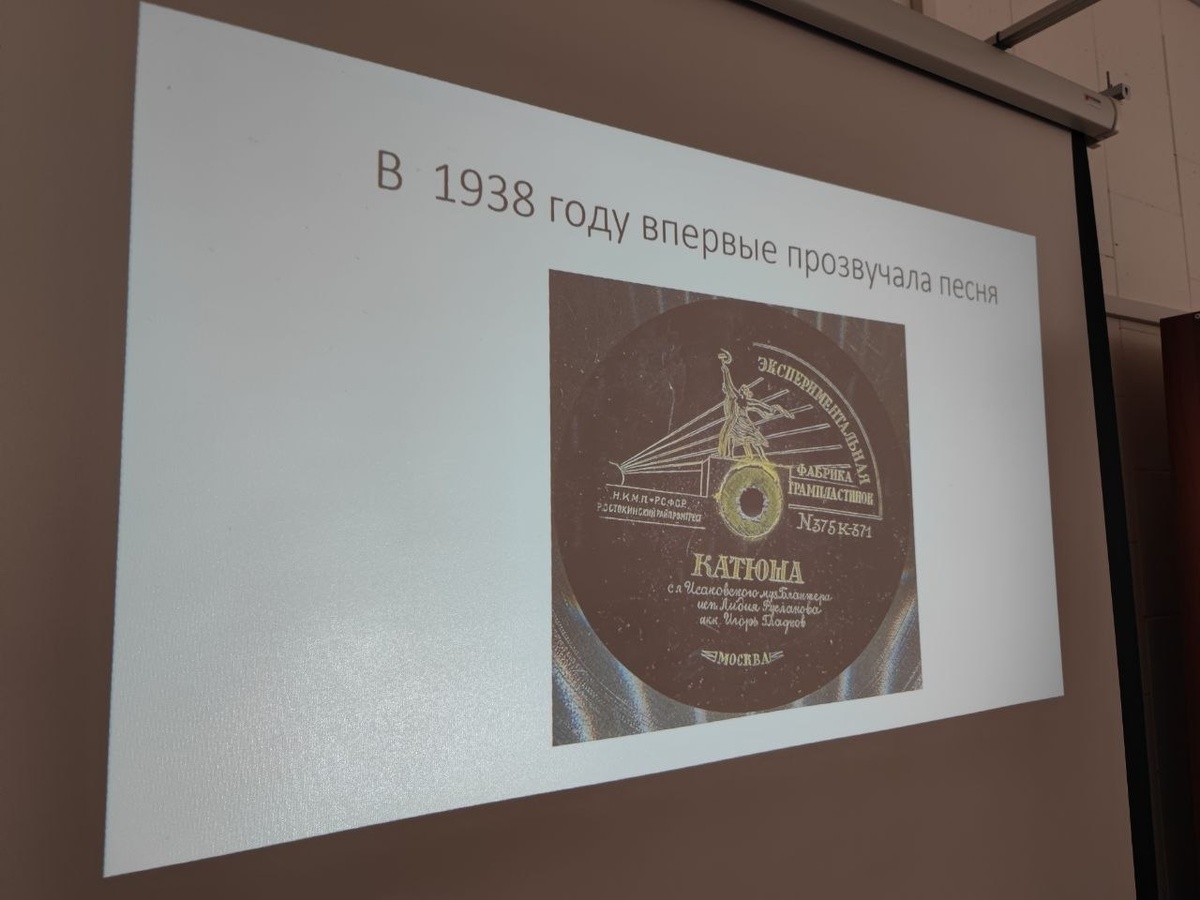 В 1938 году впервые прозвучала песня
ЭКСПЕРИМЕНТАЛЬНАЯ
ФАБРИКА
ГРАМПЛАСТИНОК
Н.К.М.П.-Р.С.Ф.С.Р.
РОСТОКИНСКИЙ РАЙПРОМТРЕСТ
N375 К-371
КАТЮША
сл Исаковского муз Блантера
исп. Лидия Русланова
акк. Игорь Гладков
МОСКВА